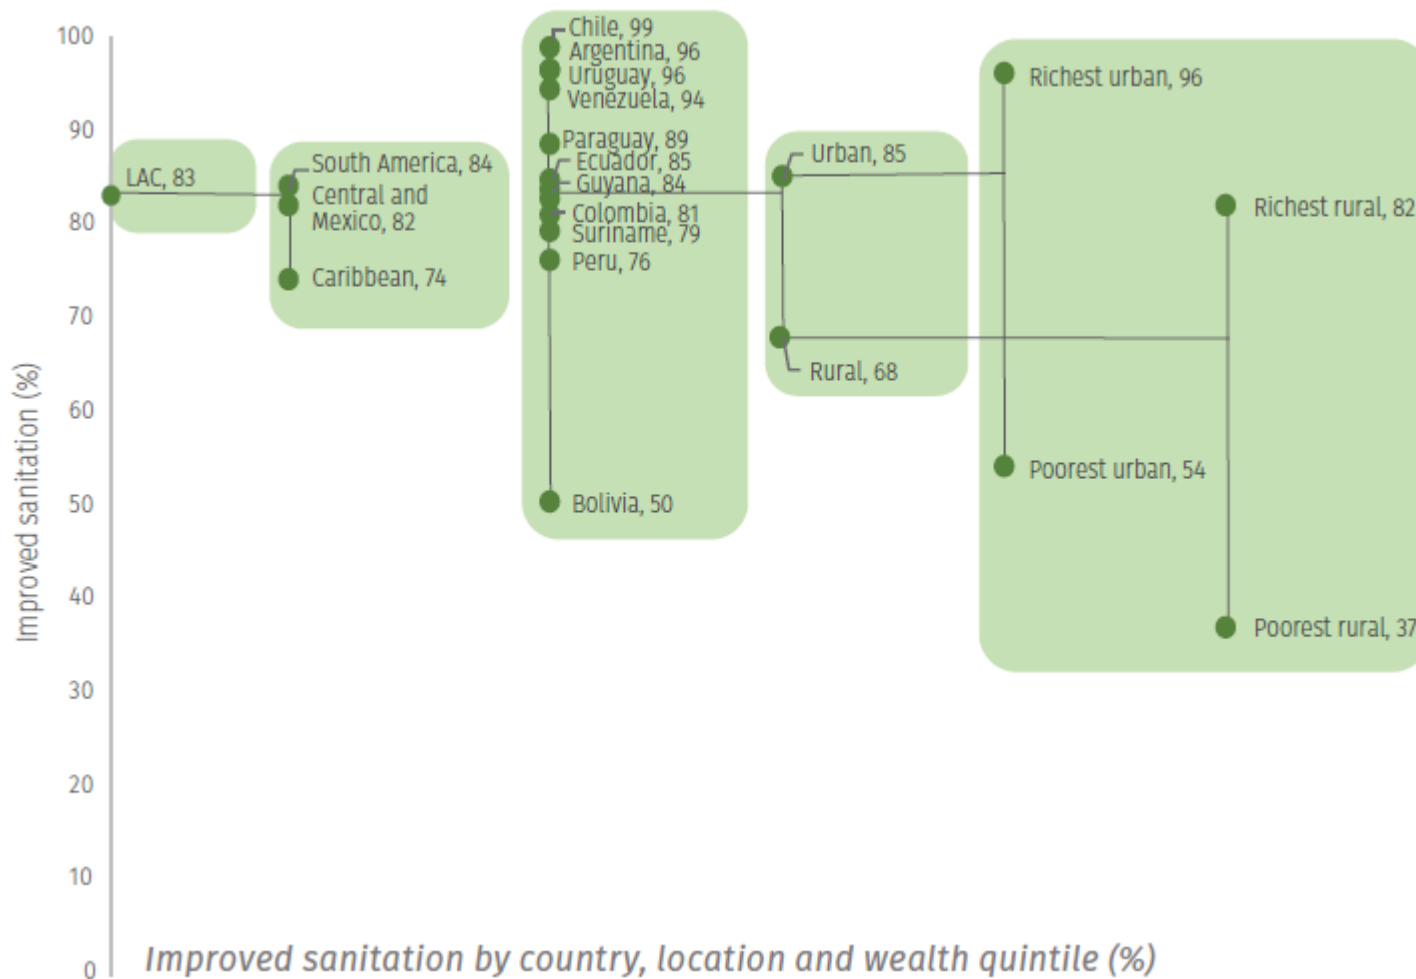 Improved sanitation (%)
100
90
80
70
60
50
40
30
20
10
0
LAC, 83
South America, 84
Central and
Mexico, 82
Caribbean, 74
Chile, 99
Argentina, 96
Uruguay, 96
Venezuela, 94
Paraguay, 89
Ecuador, 85
Guyana, 84
Colombia, 81
Suriname, 79
Peru, 76
Bolivia, 50
Urban, 85
Rural, 68
Richest urban, 96
Poorest urban, 54
Richest rural, 82
Poorest rural, 37
Improved sanitation by country, location and wealth quintile (%)